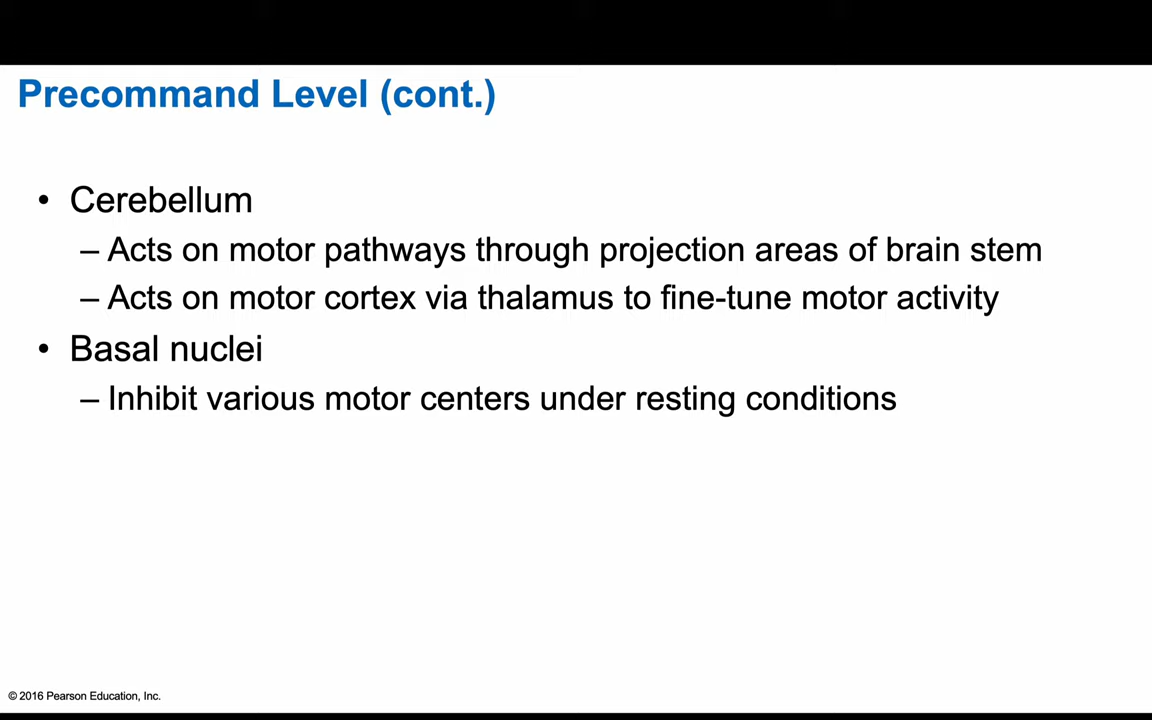 Precommand Level (cont.)
• Cerebellum
– Acts on motor pathways through projection areas of brain stem
– Acts on motor cortex via thalamus to fine-tune motor activity
• Basal nuclei
– Inhibit various motor centers under resting conditions
© 2016 Pearson Education, Inc.